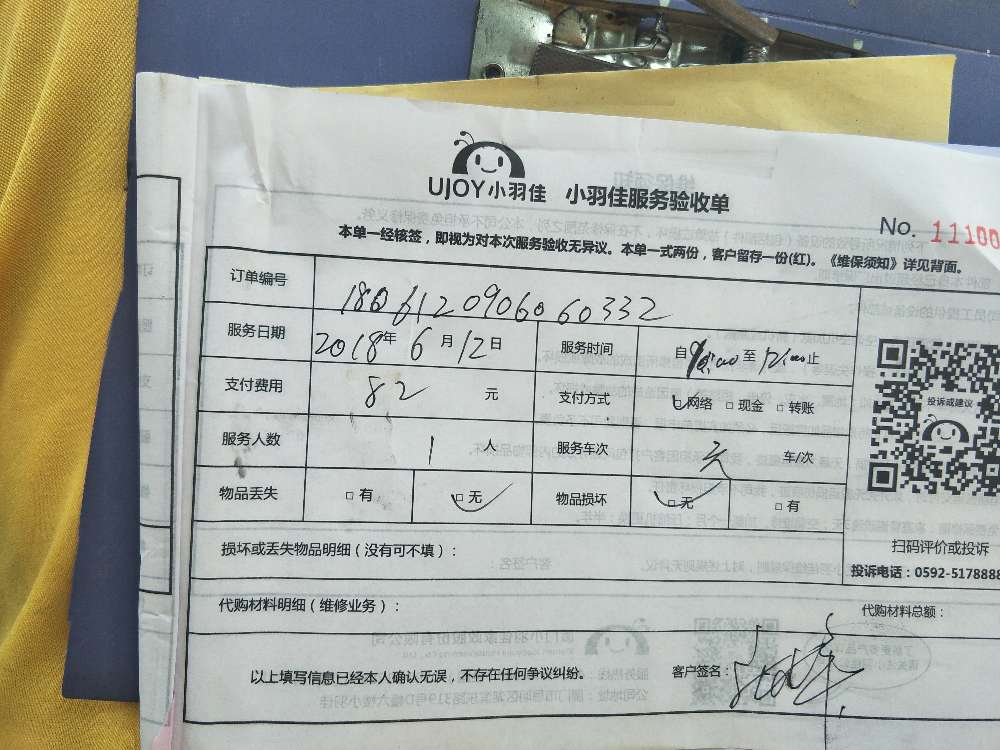 UJOY小羽佳 小羽佳服务验收单
No. 11100
本单一经核签，即视为对本次服务验收无异议。本单一式两份，客户留存一份(红)。《维保须知》详见背面。
订单编号 1806120906060332
服务日期 2018年 6月12日 服务时间 自 至 12:00止
支付费用 82 元 支付方式 □网络 □现金 □转账
服务人数 1 人 服务车次 无 车/次
物品丢失 □有 □无 物品损坏 □无 □有
投诉或建议
扫码评价或投诉
投诉电话：0592-5178888
损坏或丢失物品明细（没有可不填）：
代购材料明细（维修业务）： 代购材料总额：
以上填写信息已经本人确认无误，不存在任何争议纠纷。 客户签名：